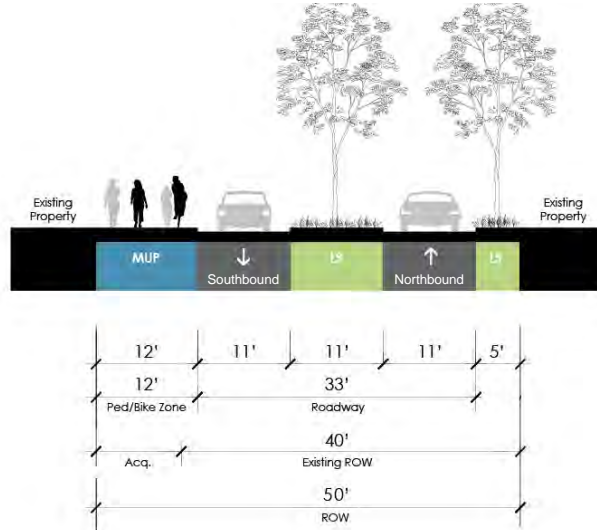 Existing
Property
Existing
Property
MUP
LS
LS
Southbound
Northbound
12' 11' 11' 11' 5'
12' 33'
Ped/Bike Zone Roadway
40'
Acq. Existing ROW
50'
ROW